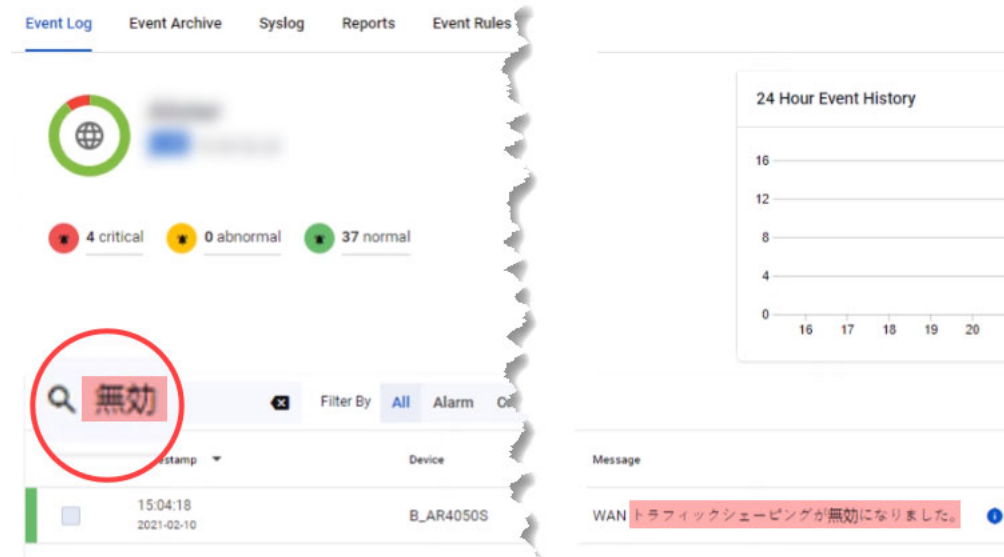 Event Log Event Archive Syslog Reports Event Rules
24 Hour Event History
16
12
8
4
0
16 17 18 19 20
4 critical 0 abnormal 37 normal
無効 Filter By All Alarm
Device Message
15:04:18
2021-02-10
B_AR4050S WAN トラフィックシェーピングが無効になりました。